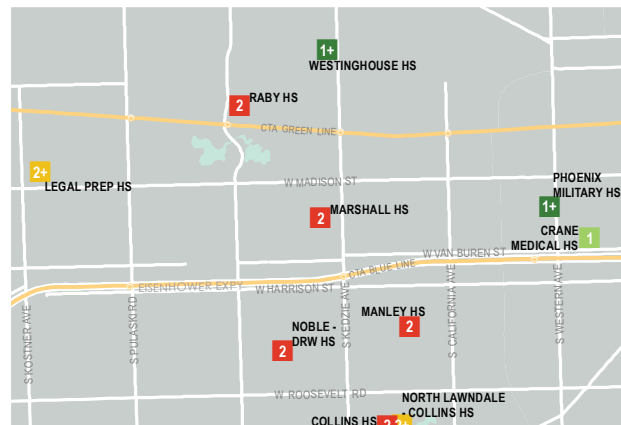 1+
WESTINGHOUSE HS
2
RABY HS
CTA GREEN LINE
2+
LEGAL PREP HS
W MADISON ST
PHOENIX
MILITARY HS
1+
2
MARSHALL HS
CRANE
MEDICAL HS
1
W VAN BUREN ST
CTA BLUE LINE
EISENHOWER EXPY
W HARRISON ST
S KOSTNER AVE
S PULASKI RD
S KEDZIE AVE
S CALIFORNIA AVE
S WESTERN AVE
MANLEY HS
2
NOBLE -
DRW HS
2
W ROOSEVELT RD
NORTH LAWNDALE
- COLLINS HS
COLLINS HS
2
2+